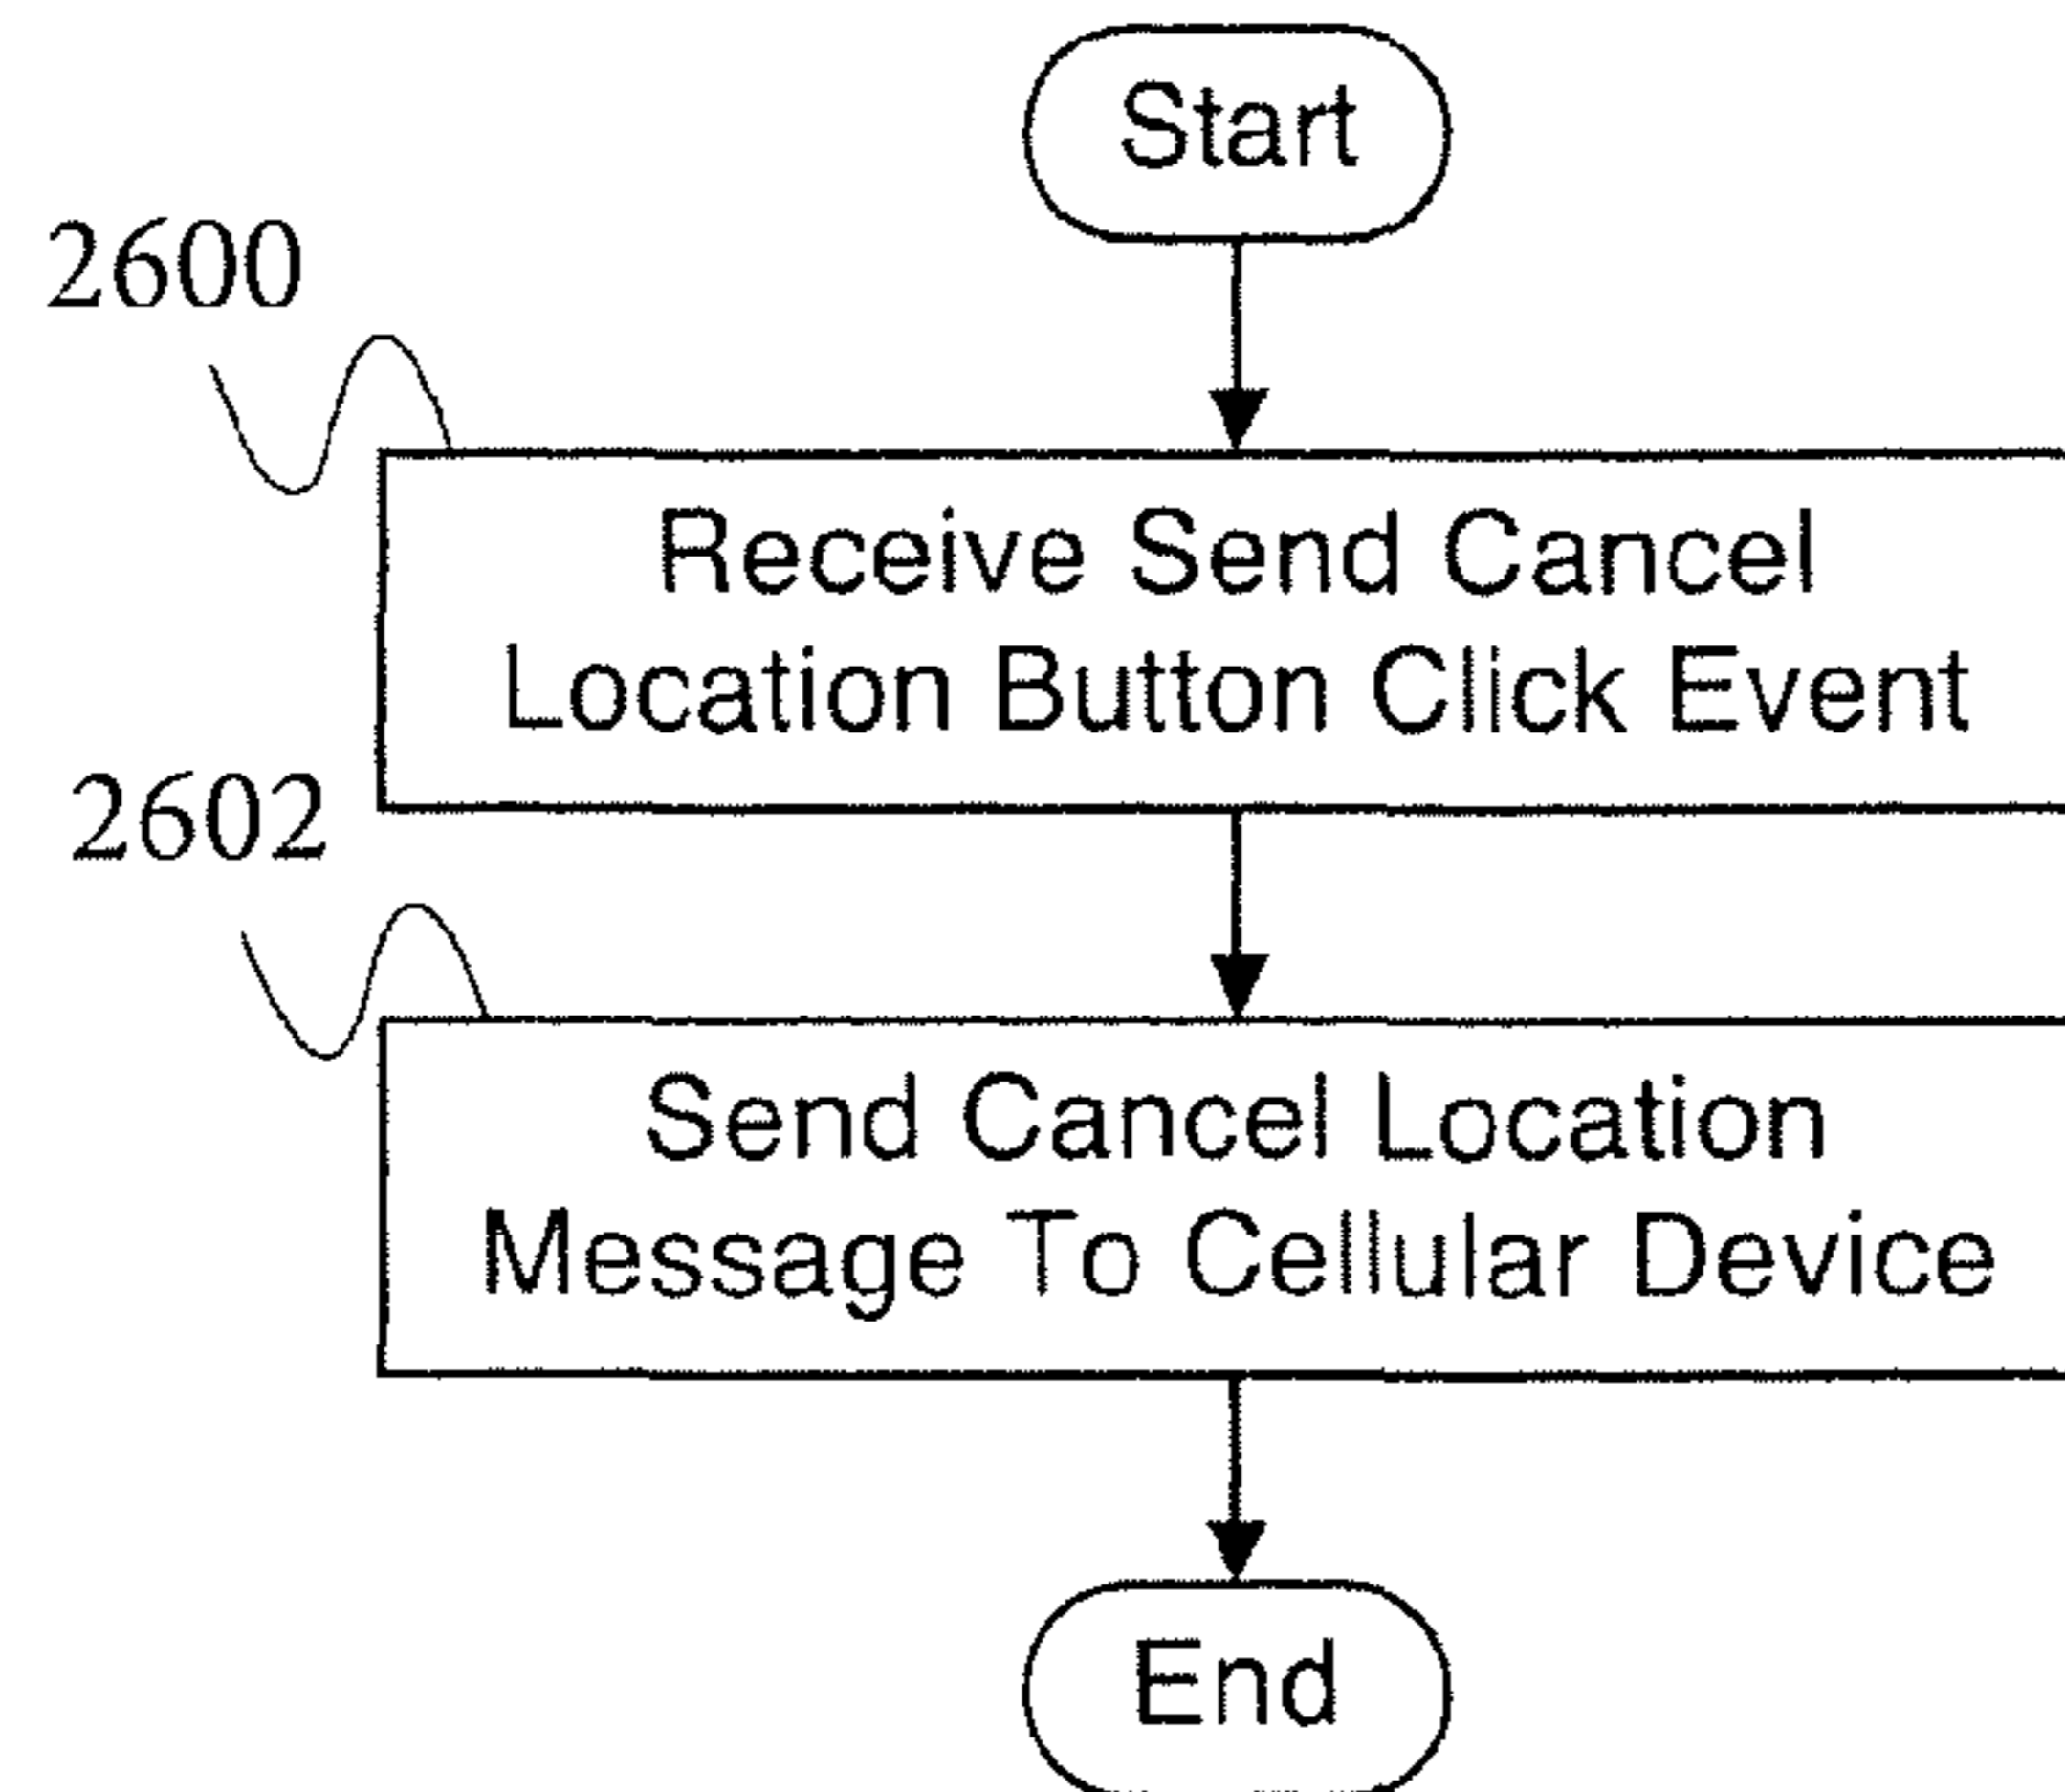 Start
2600
Receive Send Cancel
Location Button Click Event
2602
Send Cancel Location
Message To Cellular Device
End